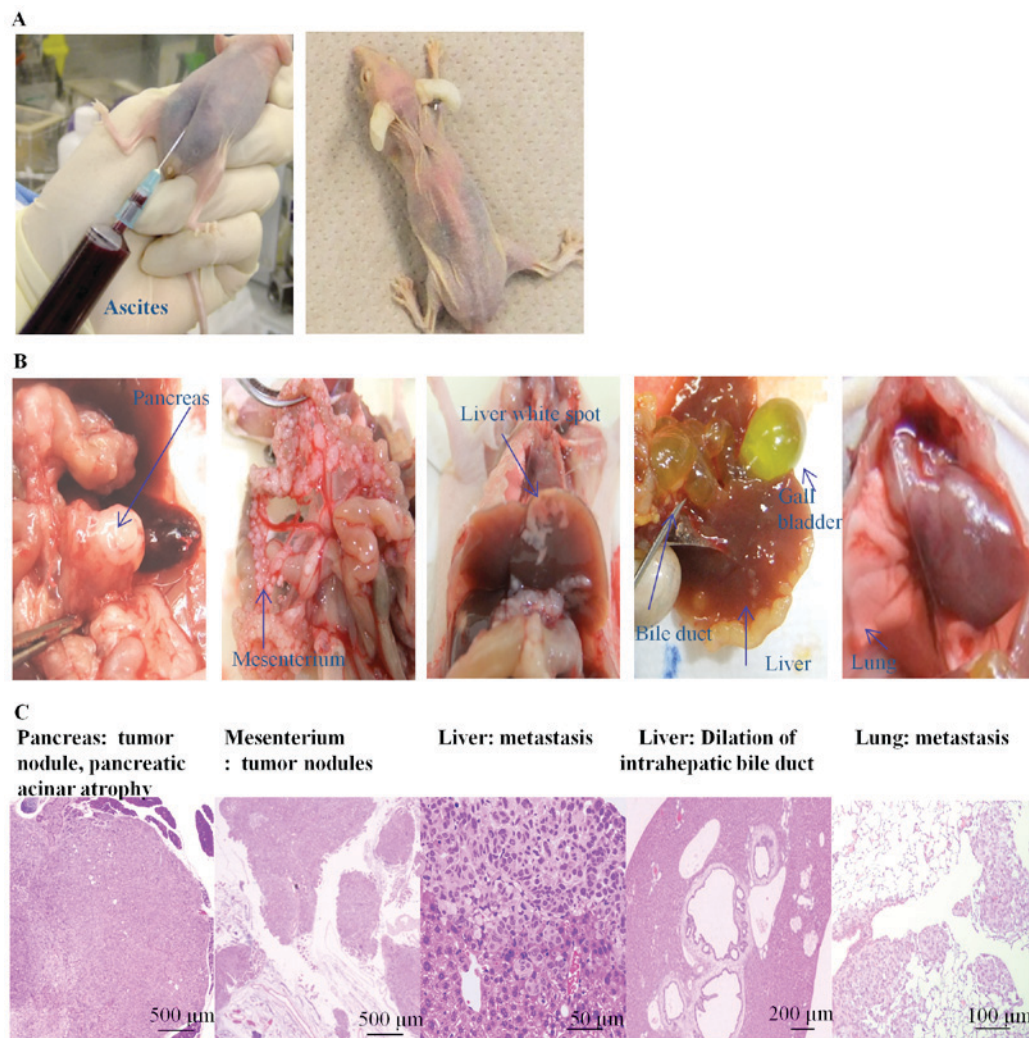 A
Ascites
B
Pancreas
Mesenterium
Liver white spot
Gall
bladder
Bile duct
Liver
Lung
C
Pancreas: tumor
nodule, pancreatic
acinar atrophy
Mesenterium
: tumor nodules
Liver: metastasis
Liver: Dilation of
intrahepatic bile duct
Lung: metastasis
500 μm
500 μm
50 μm
200 μm
100 μm